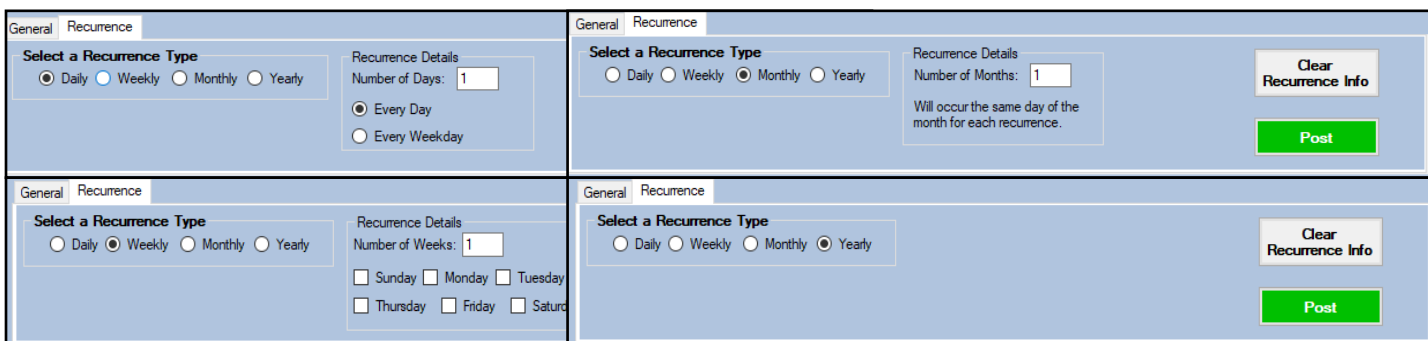 General Recurrence
Select a Recurrence Type
Daily Weekly Monthly Yearly
Recurrence Details
Number of Days: 1
Every Day
Every Weekday
General Recurrence
Select a Recurrence Type
Daily Weekly Monthly Yearly
Recurrence Details
Number of Months: 1
Will occur the same day of the
month for each recurrence.
Clear
Recurrence Info
Post
General Recurrence
Select a Recurrence Type
Daily Weekly Monthly Yearly
Recurrence Details
Number of Weeks: 1
Sunday Monday Tuesday
Thursday Friday Saturd
General Recurrence
Select a Recurrence Type
Daily Weekly Monthly Yearly
Clear
Recurrence Info
Post